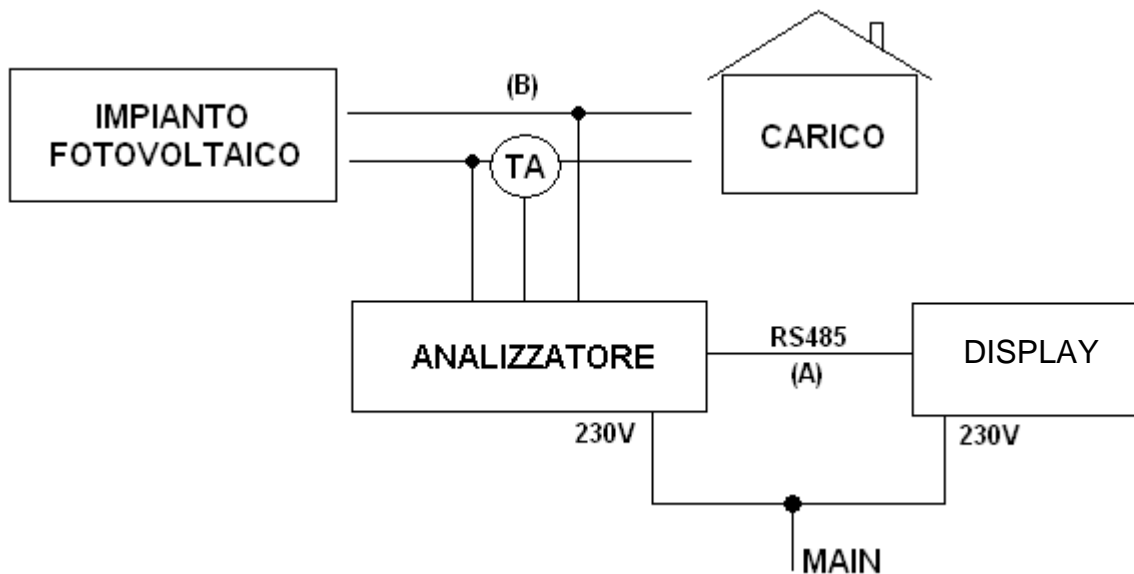 IMPIANTO
FOTOVOLTAICO
(B)
TA
CARICO
ANALIZZATORE
RS485
(A)
DISPLAY
230V
230V
MAIN